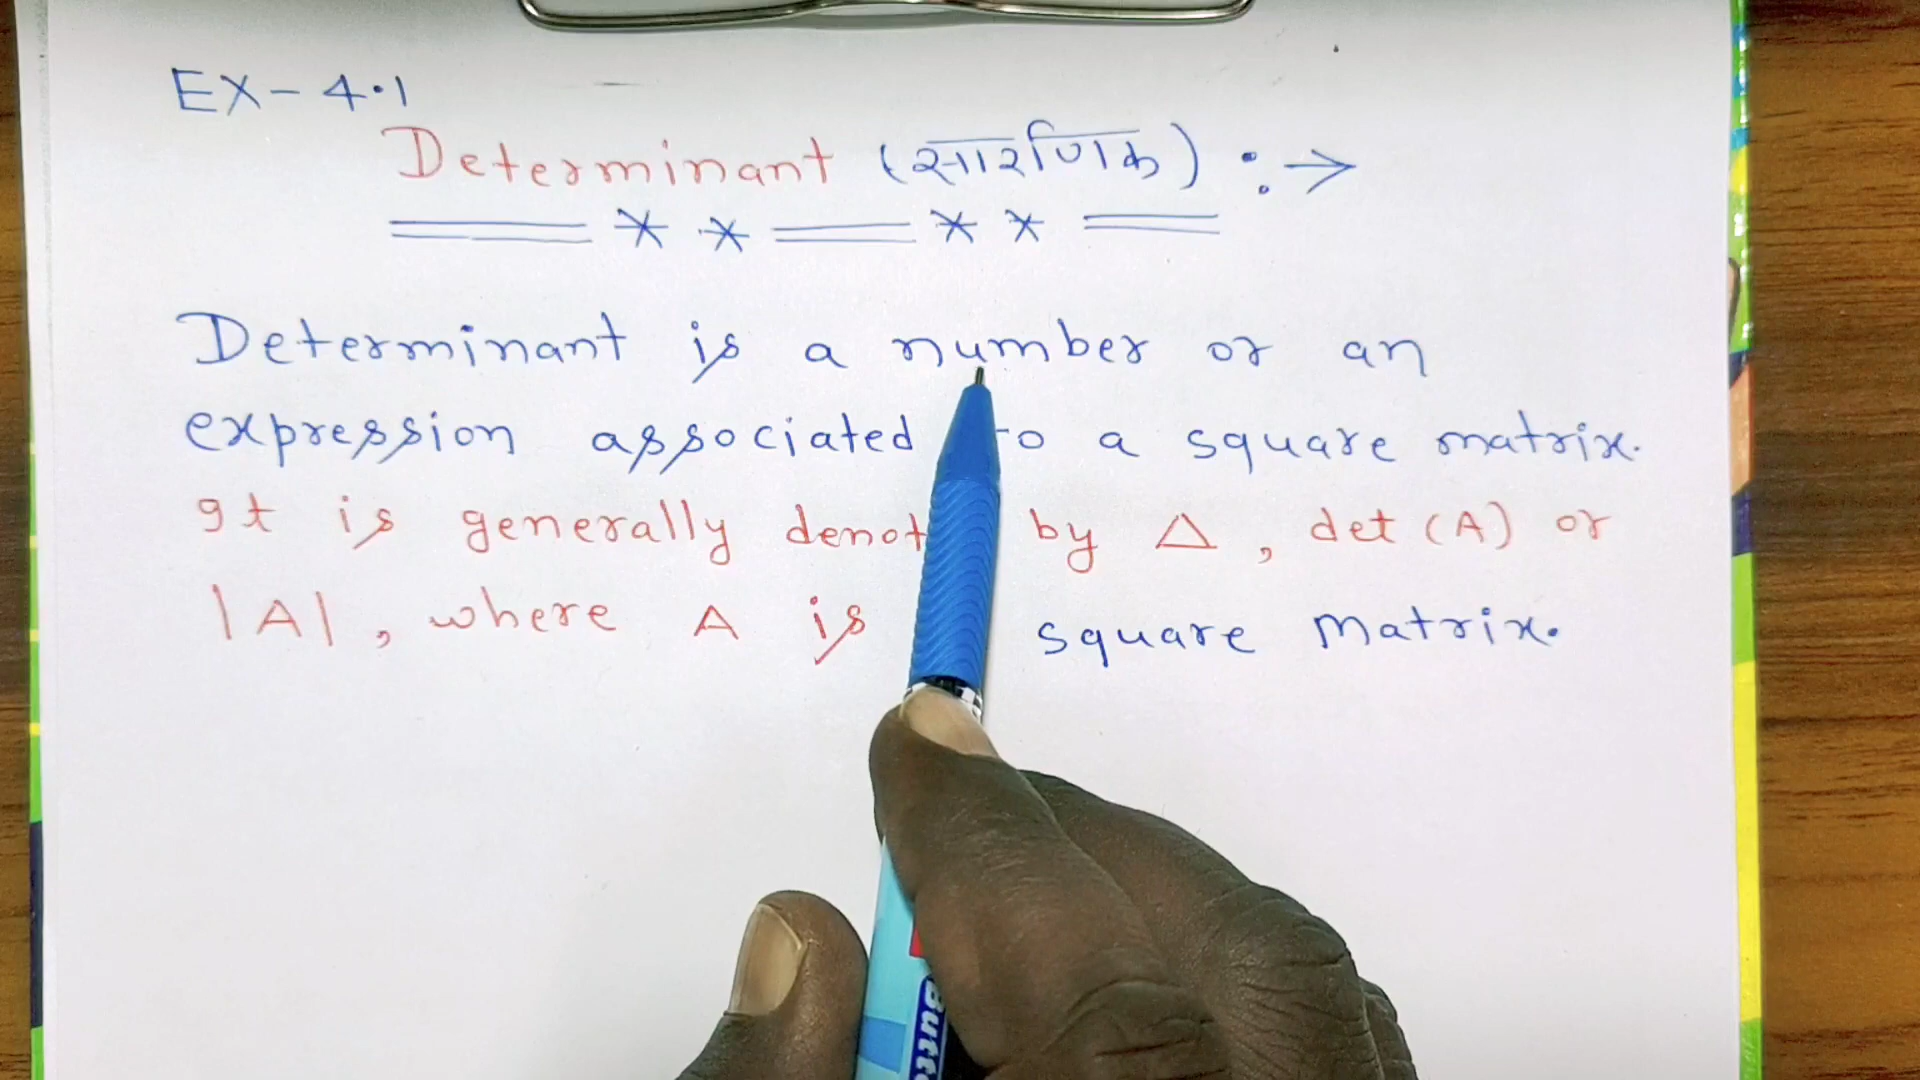 EX- 4.1
Determinant (सारणिक) :→
Determinant is a number or an
expression associated to a square matrix.
It is generally denot by Δ, det (A) or
|A|, where A is square matrix.
Butt